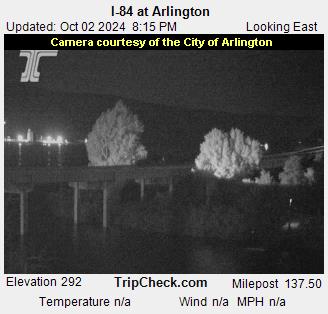 I-84 at Arlington
Updated: Oct 02 2024 8:15 PM Looking East
Camera courtesy of the City of Arlington
Elevation 292 TripCheck.com Milepost 137.50
Temperature n/a Wind n/a MPH n/a